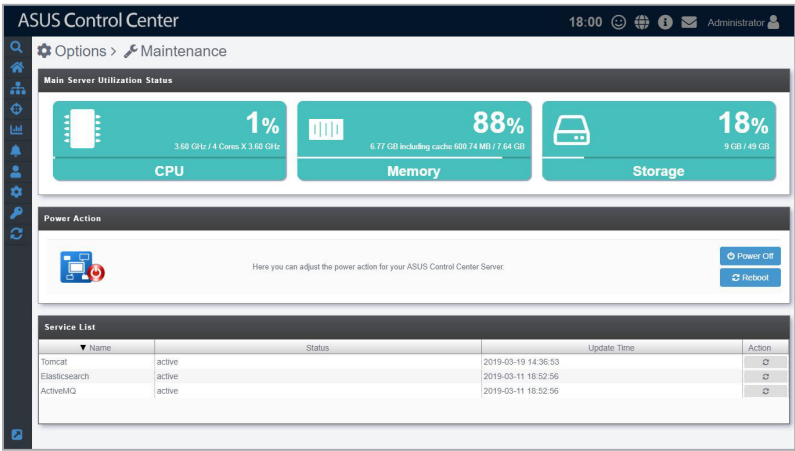 ASUS Control Center
18:00
Administrator
Options > Maintenance
Main Server Utilization Status
1%
3.60 GHz / 4 Cores X 3.60 GHz
CPU
88%
6.77 GB including cache 600.74 MB / 7.64 GB
Memory
18%
9 GB / 49 GB
Storage
Power Action
Here you can adjust the power action for your ASUS Control Center Server.
Power Off
Reboot
Service List
▼ Name Status Update Time Action
Tomcat active 2019-03-19 14:36:53
Elasticsearch active 2019-03-11 18:52:56
ActiveMQ active 2019-03-11 18:52:56